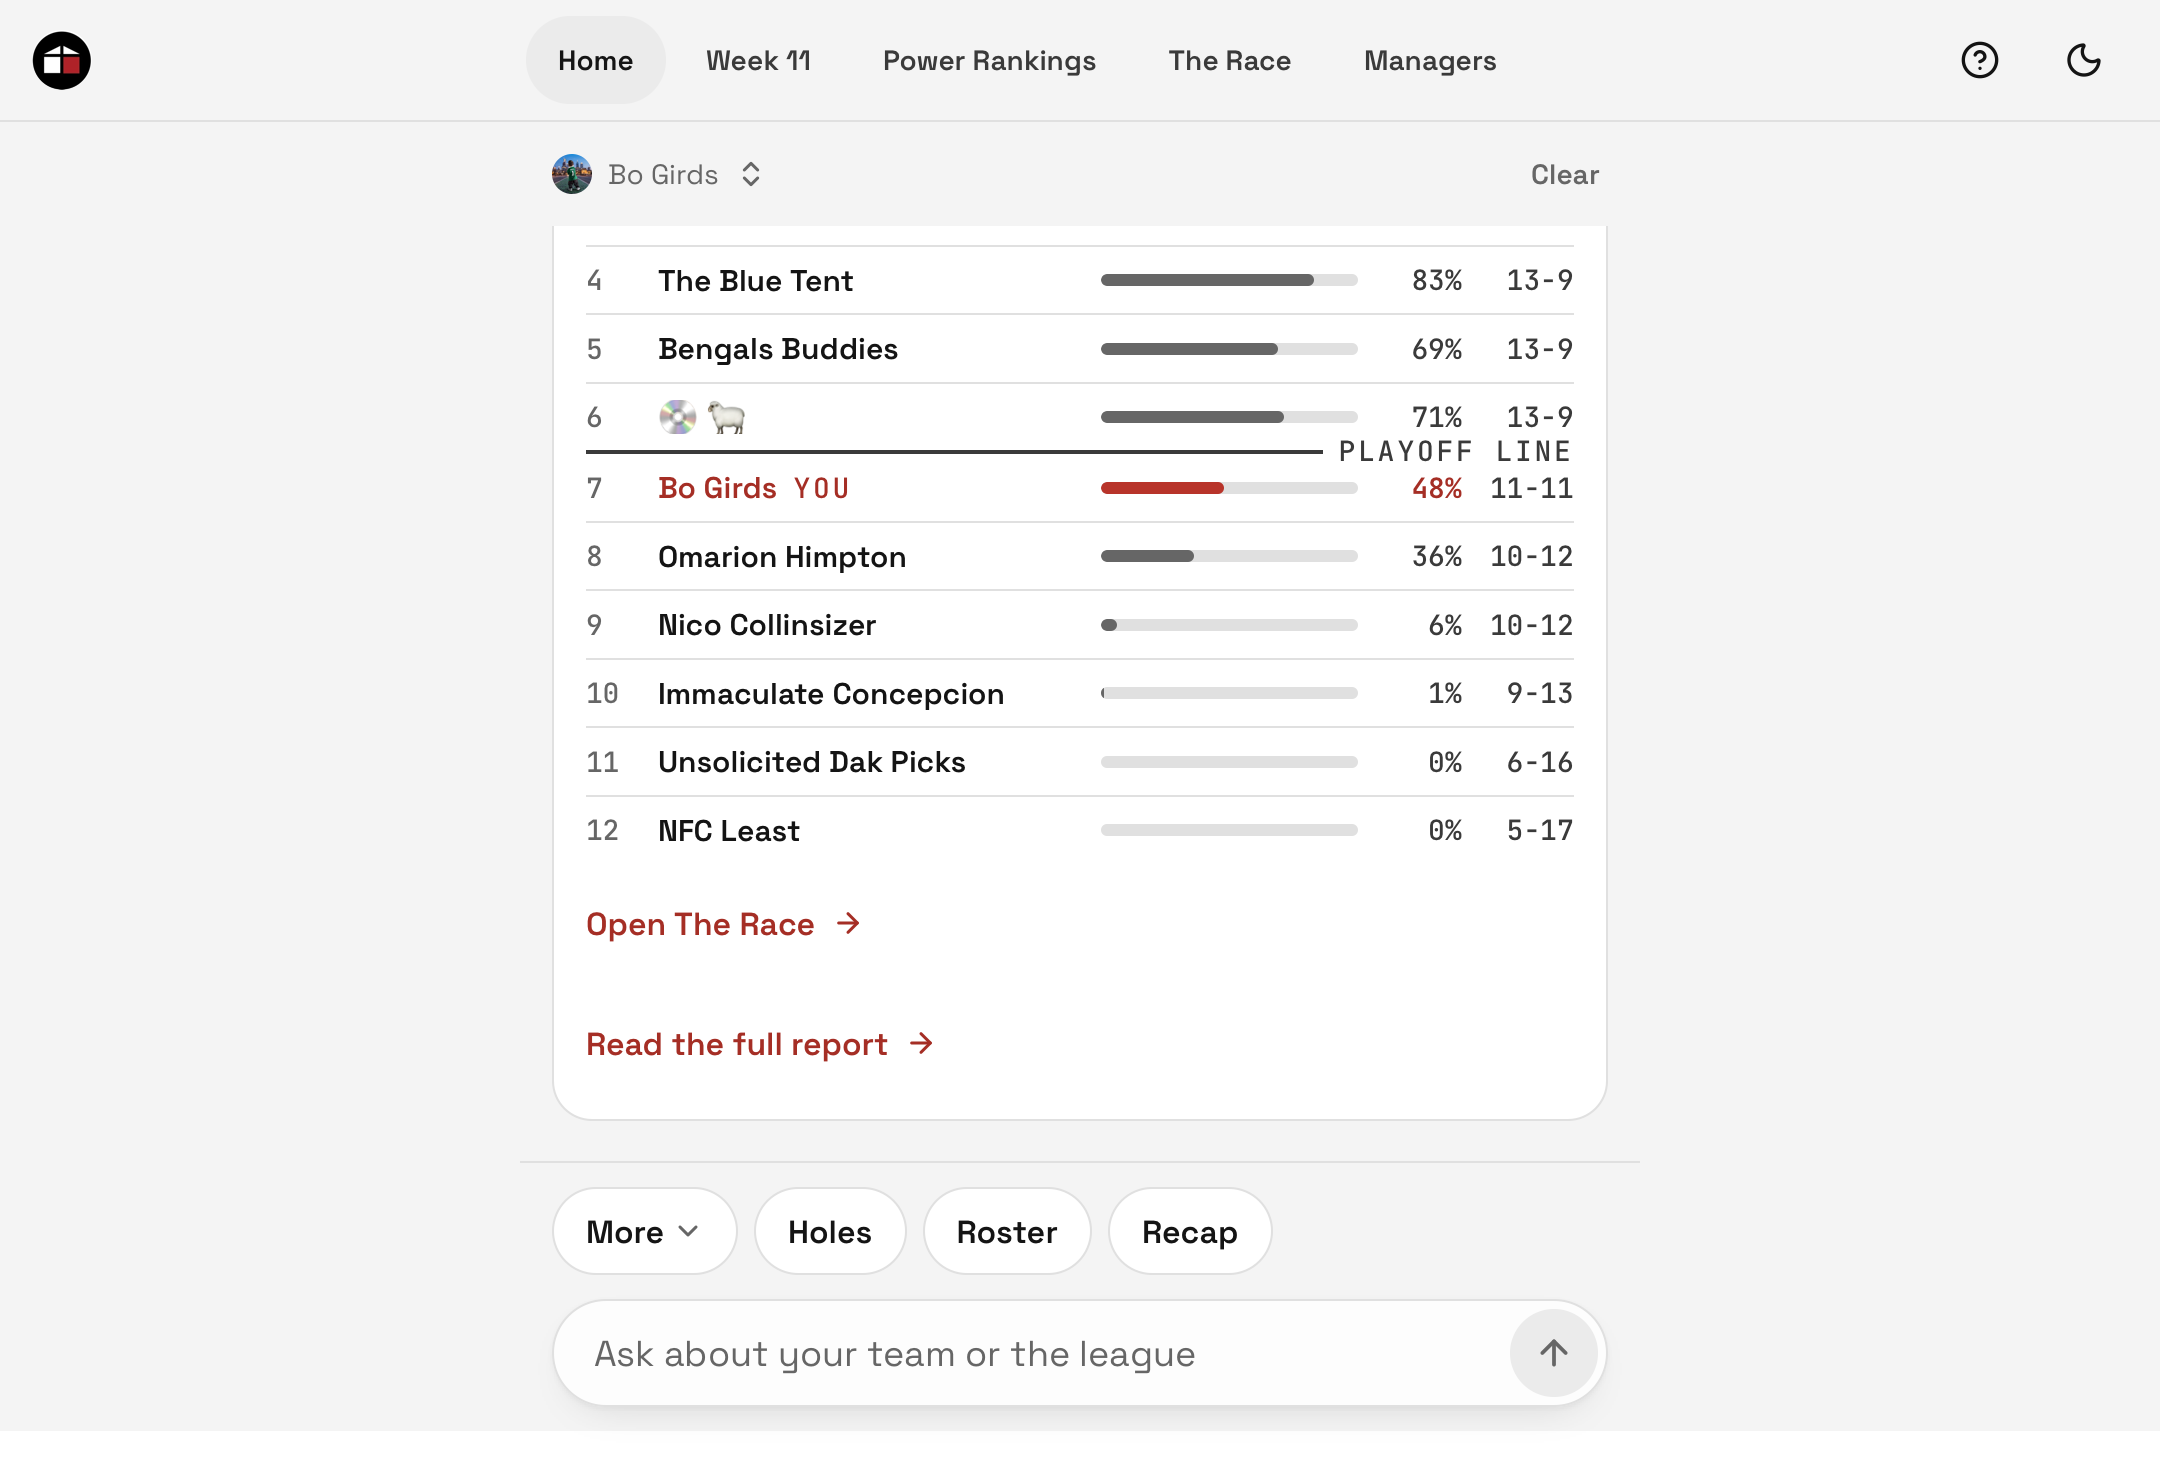 Home Week 11 Power Rankings The Race Managers
Bo Girds Clear
4 The Blue Tent 83% 13-9
5 Bengals Buddies 69% 13-9
6 💿 🐑 71% 13-9
PLAYOFF LINE
7 Bo Girds YOU 48% 11-11
8 Omarion Himpton 36% 10-12
9 Nico Collinsizer 6% 10-12
10 Immaculate Concepcion 1% 9-13
11 Unsolicited Dak Picks 0% 6-16
12 NFC Least 0% 5-17
Open The Race →
Read the full report →
More Holes Roster Recap
Ask about your team or the league